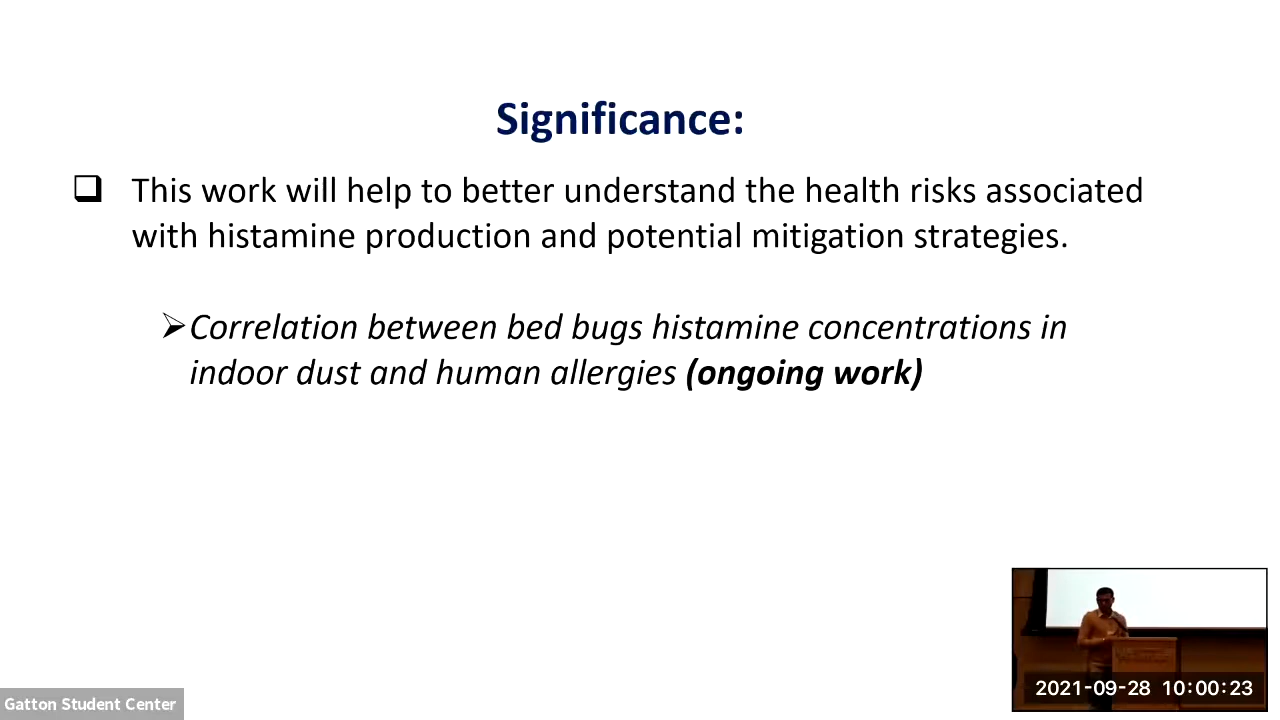 Significance:
❑ This work will help to better understand the health risks associated
with histamine production and potential mitigation strategies.
➢Correlation between bed bugs histamine concentrations in
indoor dust and human allergies (ongoing work)
Gatton Student Center
2021-09-28 10:00:23